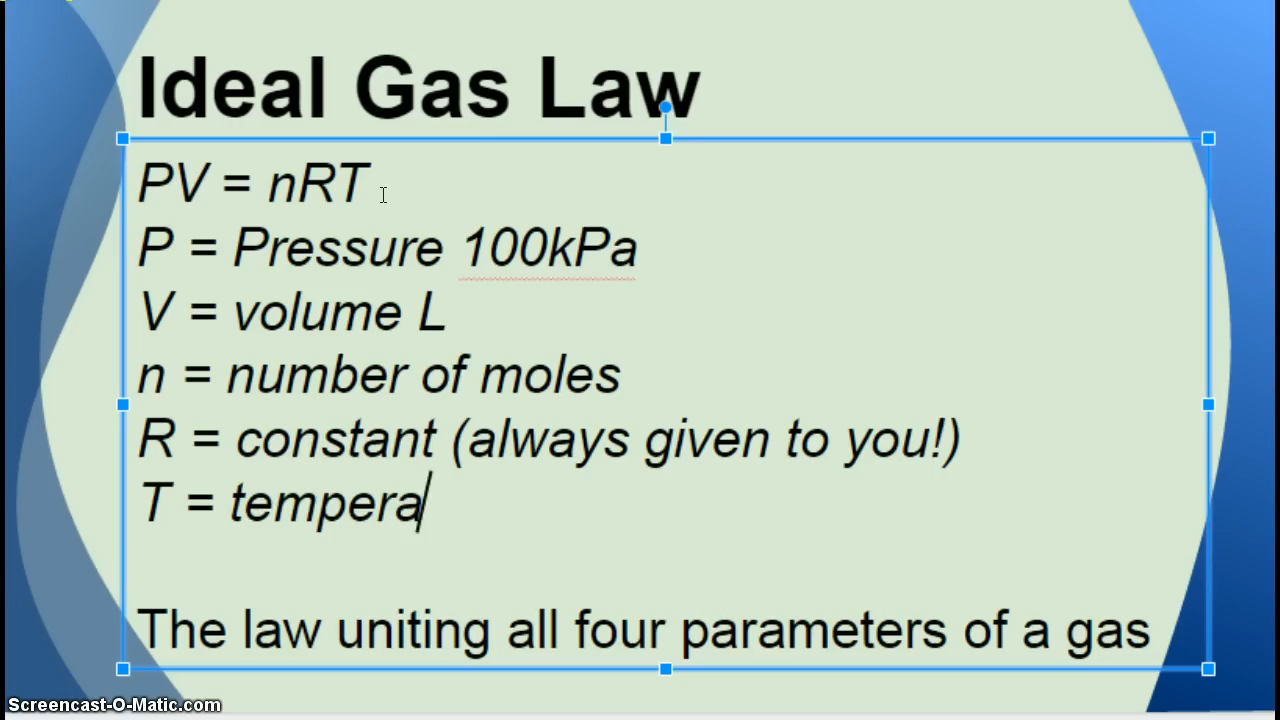 Ideal Gas Law
PV = nRT
P = Pressure 100kPa
V = volume L
n = number of moles
R = constant (always given to you!)
T = tempera
The law uniting all four parameters of a gas
Screencast-O-Matic.com